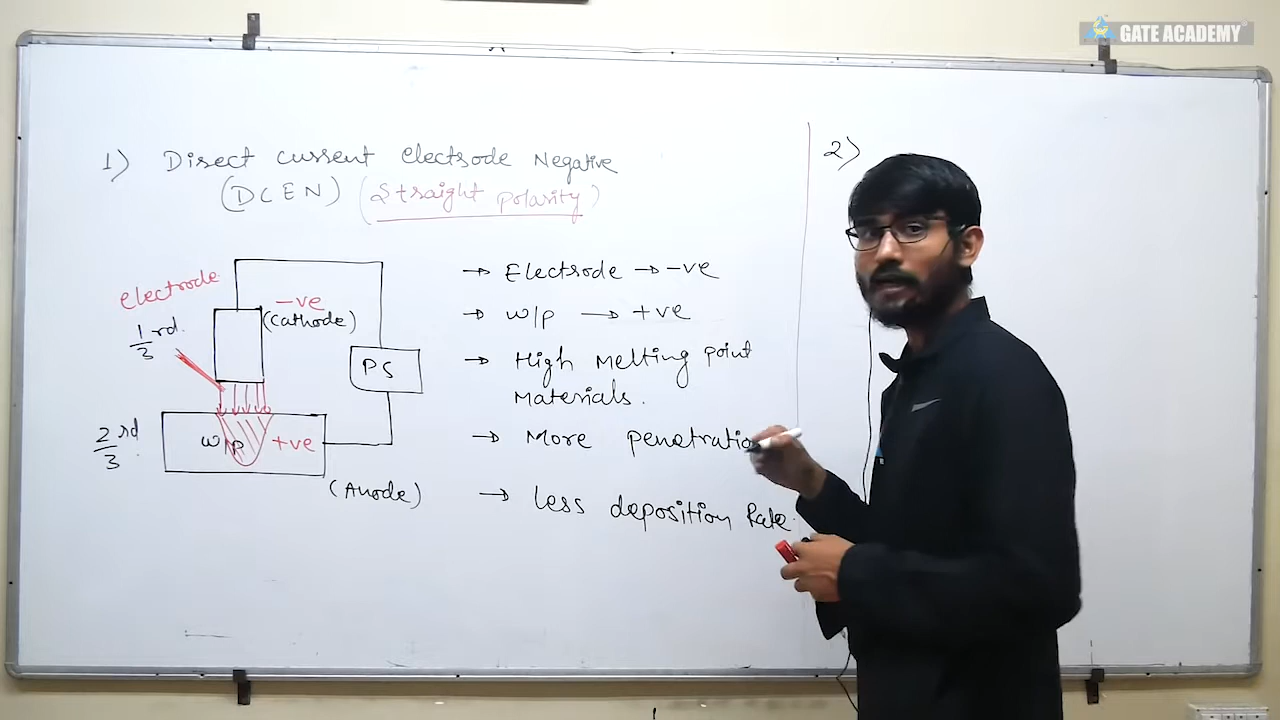 GATE ACADEMY
1) Direct current electrode Negative
(DCEN) (Straight polarity)
electrode
1/3 rd.
-ve
(Cathode)
PS
2/3 rd
w/p +ve
(Anode)
→ Electrode → -ve
→ w/p → +ve
→ High Melting point
Materials.
→ More penetration
→ Less deposition Rate.
2)